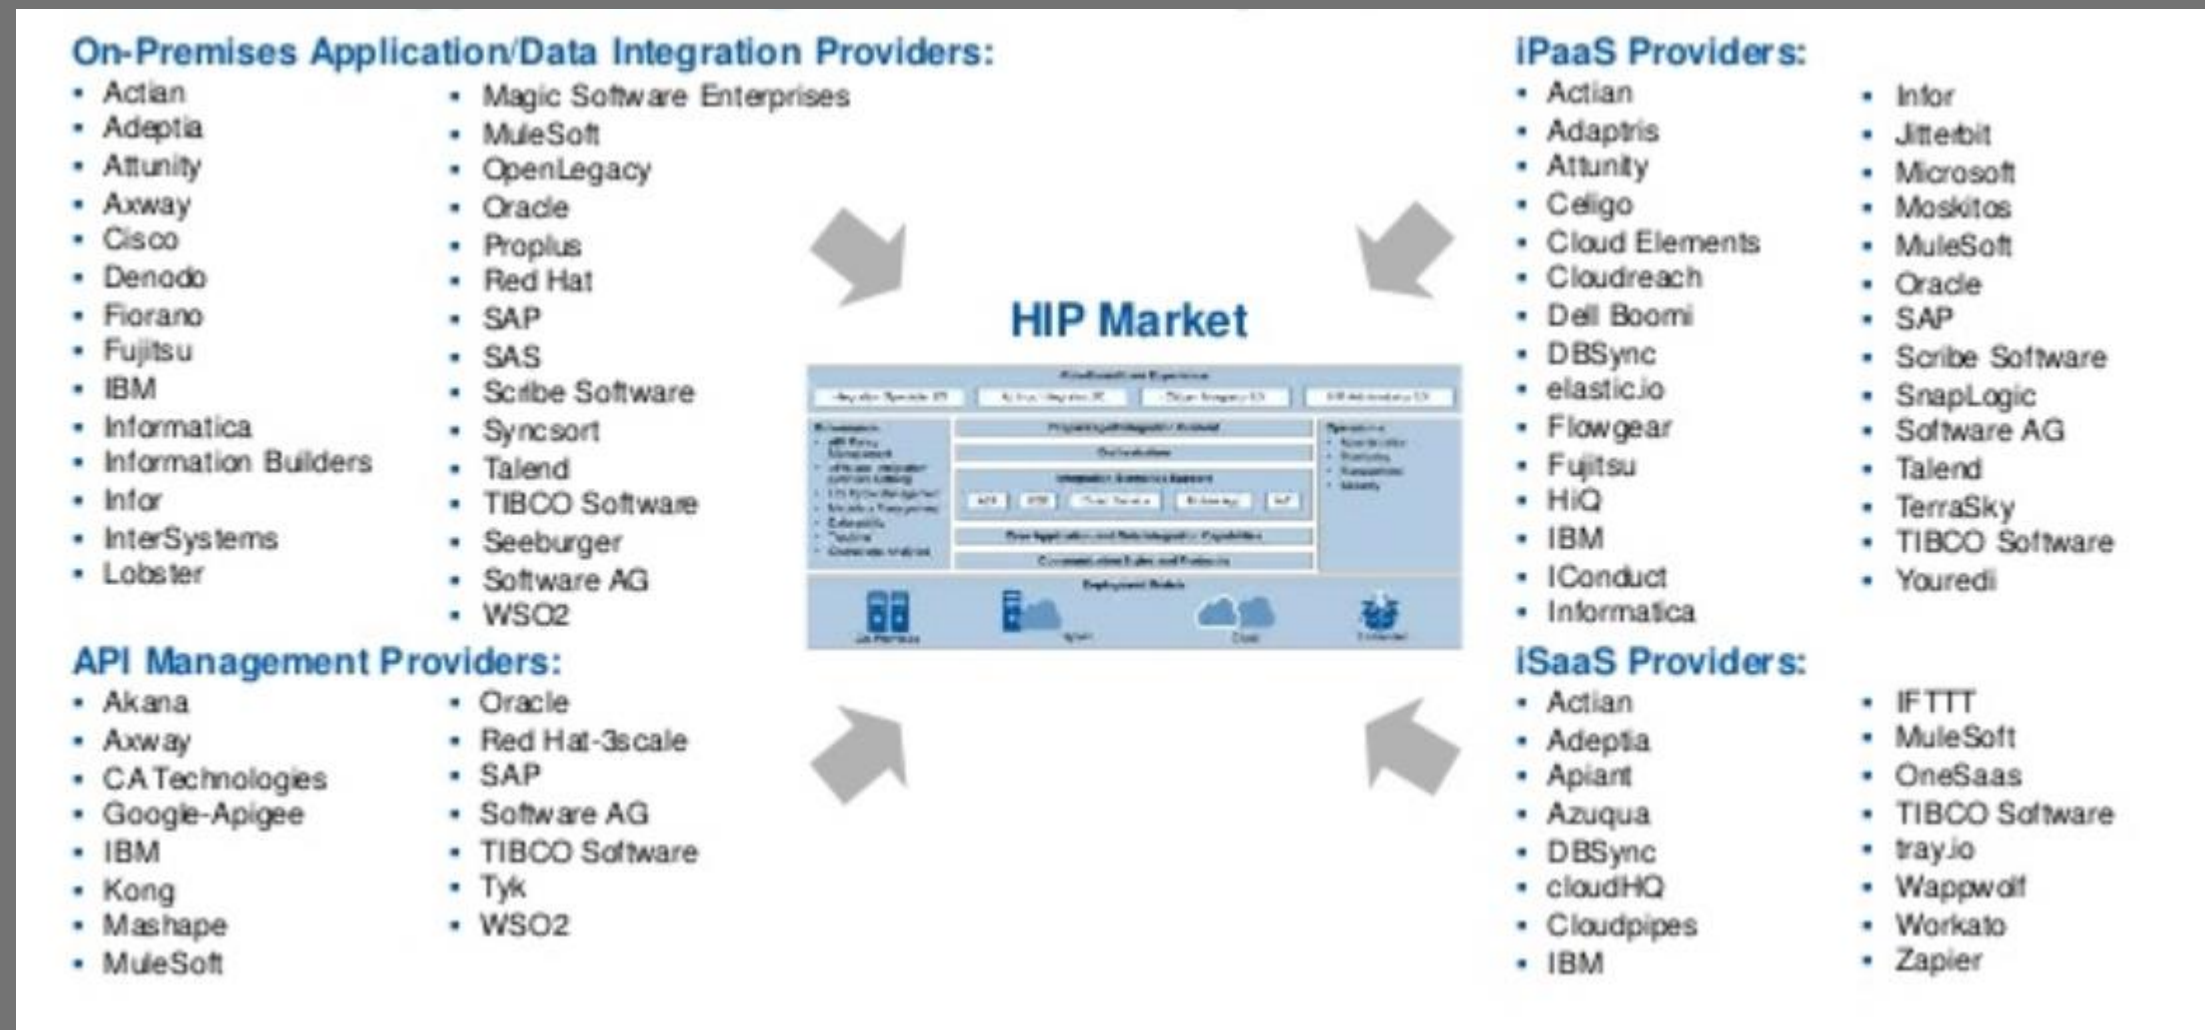 On-Premises Application/Data Integration Providers:
Actian
Adeptia
Attunity
Axway
Cisco
Denodo
Fiorano
Fujitsu
IBM
Informatica
Information Builders
Infor
InterSystems
Lobster
Magic Software Enterprises
MuleSoft
OpenLegacy
Oracle
Proplus
Red Hat
SAP
SAS
Scribe Software
Syncsort
Talend
TIBCO Software
Seeburger
Software AG
WSO2
API Management Providers:
Akana
Axway
CA Technologies
Google-Apigee
IBM
Kong
Mashape
MuleSoft
Oracle
Red Hat-3scale
SAP
Software AG
TIBCO Software
Tyk
WSO2
HIP Market
Deployment Models
Cloud
iPaaS Providers:
Actian
Adaptris
Attunity
Celigo
Cloud Elements
Cloudreach
Dell Boomi
DBSync
elastic.io
Flowgear
Fujitsu
HiQ
IBM
IConduct
Informatica
Infor
Jitterbit
Microsoft
Moskitos
MuleSoft
Oracle
SAP
Scribe Software
SnapLogic
Software AG
Talend
TerraSky
TIBCO Software
Youredi
iSaaS Providers:
Actian
Adeptia
Apiant
Azuqua
DBSync
cloudHQ
Cloudpipes
IBM
IFTTT
MuleSoft
OneSaas
TIBCO Software
tray.io
Wappwolf
Workato
Zapier